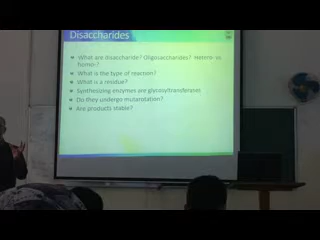 Disaccharides
What are disaccharide? Oligosaccharides? Hetero- vs
homo-?
What is the type of reaction?
What is a residue?
Synthesizing enzymes are glycosyltransferases
Do they undergo mutarotation?
Are products stable?